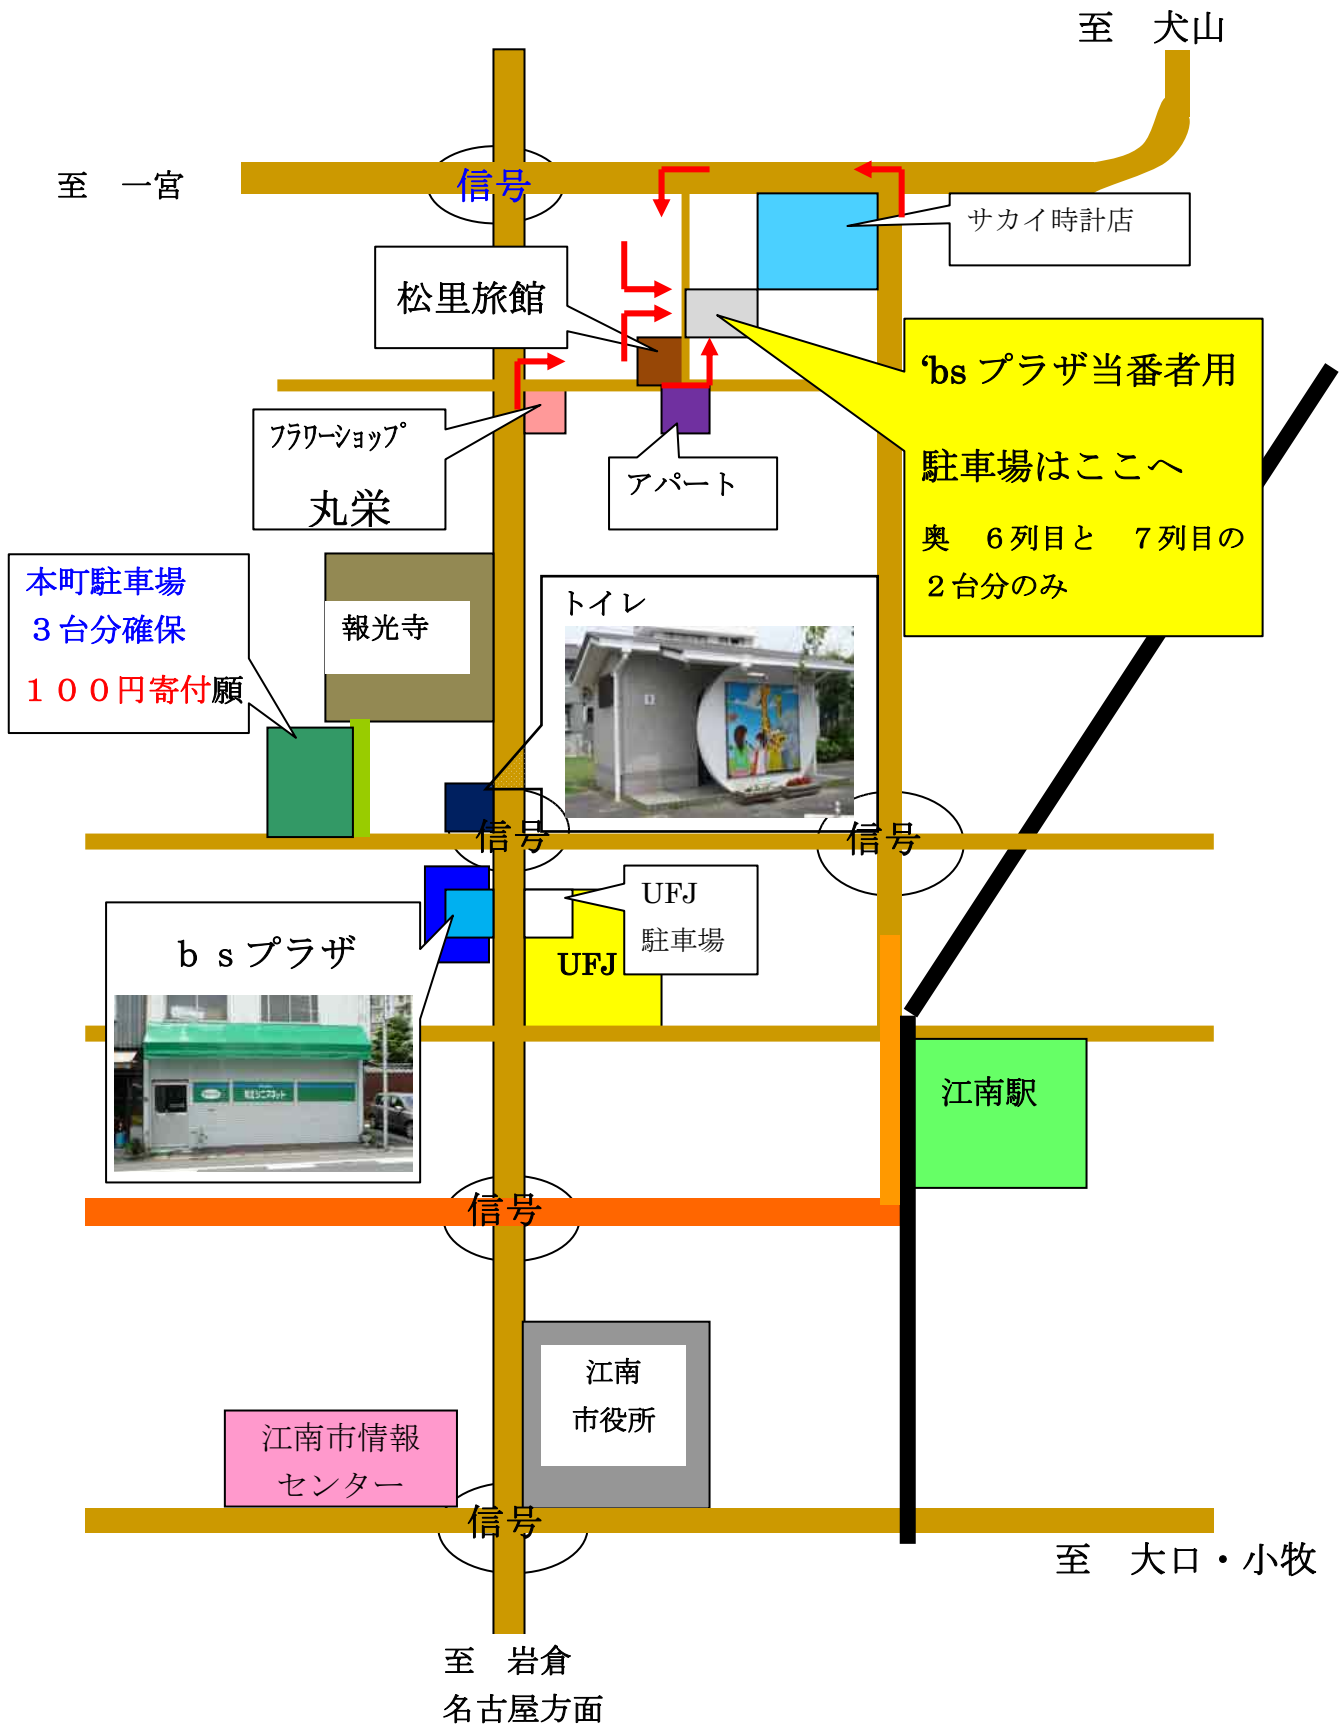 至　犬山
至　一宮
信号
サカイ時計店
松里旅館
‘bsプラザ当番者用
駐車場はここへ
奥　６列目と　７列目の
２台分のみ
ﾌﾗﾜｰｼｮｯﾌﾟ
丸栄
アパート
本町駐車場
３台分確保
１００円寄付願
報光寺
トイレ
信号
信号
UFJ
駐車場
UFJ
ｂｓプラザ
江南駅
信号
江南
市役所
江南市情報
センター
信号
至　大口・小牧
至　岩倉
名古屋方面